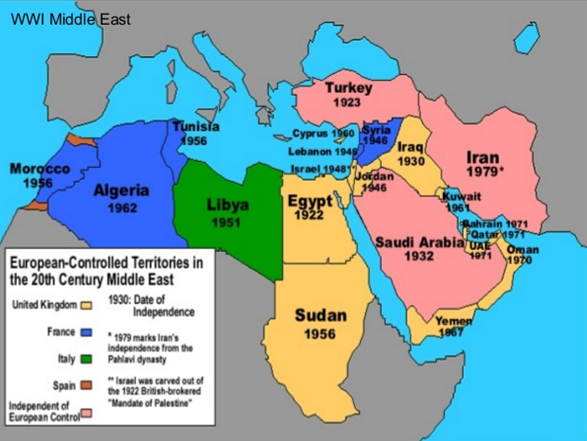 WWI Middle East
Turkey
1923
Tunisia
1956
Cyprus 1960
Syria
1946
Lebanon 1946
Iraq
1930
Iran
1979*
Israel 1948**
Morocco
1956
Algeria
1962
Libya
1951
Egypt
1922
Jordan
1946
Kuwait
1961
Bahrain 1971
Qatar 1971
Saudi Arabia
1932
UAE
1971
Oman
1970
Sudan
1956
Yemen
1967
European-Controlled Territories in
the 20th Century Middle East
United Kingdom
1930: Date of
Independence
France
* 1979 marks Iran's
independence from the
Pahlavi dynasty
Italy
Spain
** Israel was carved out of
the 1922 British-brokered
"Mandate of Palestine"
Independent of
European Control